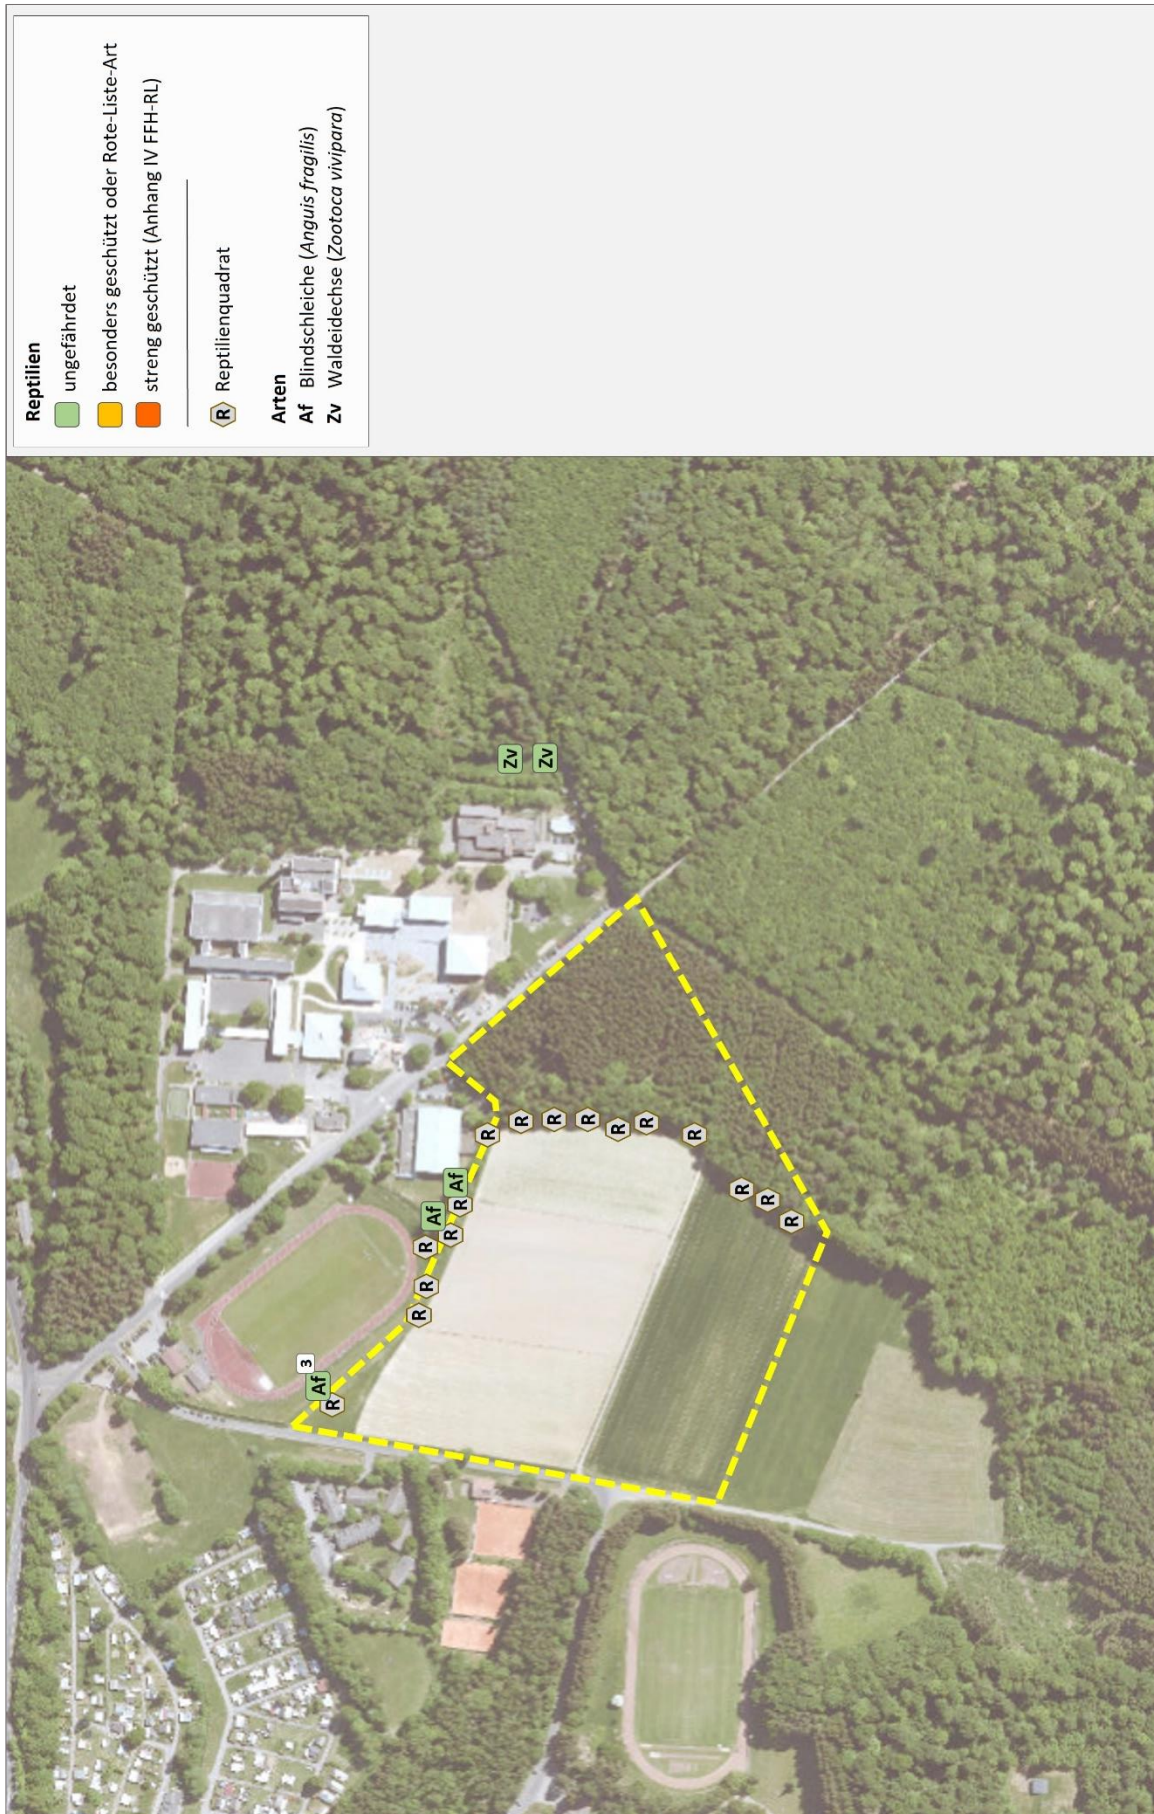 Reptilien
ungefährdet
besonders geschützt oder Rote-Liste-Art
streng geschützt (Anhang IV FFH-RL)
R Reptilienquadrat
Arten
Af Blindschleiche (Anguis fragilis)
Zv Waldeidechse (Zootoca vivipara)
Zv
Zv
R
R
R
R
R
R
R
R
R
R
Af
R
Af
R
R
R
R
3
Af
R